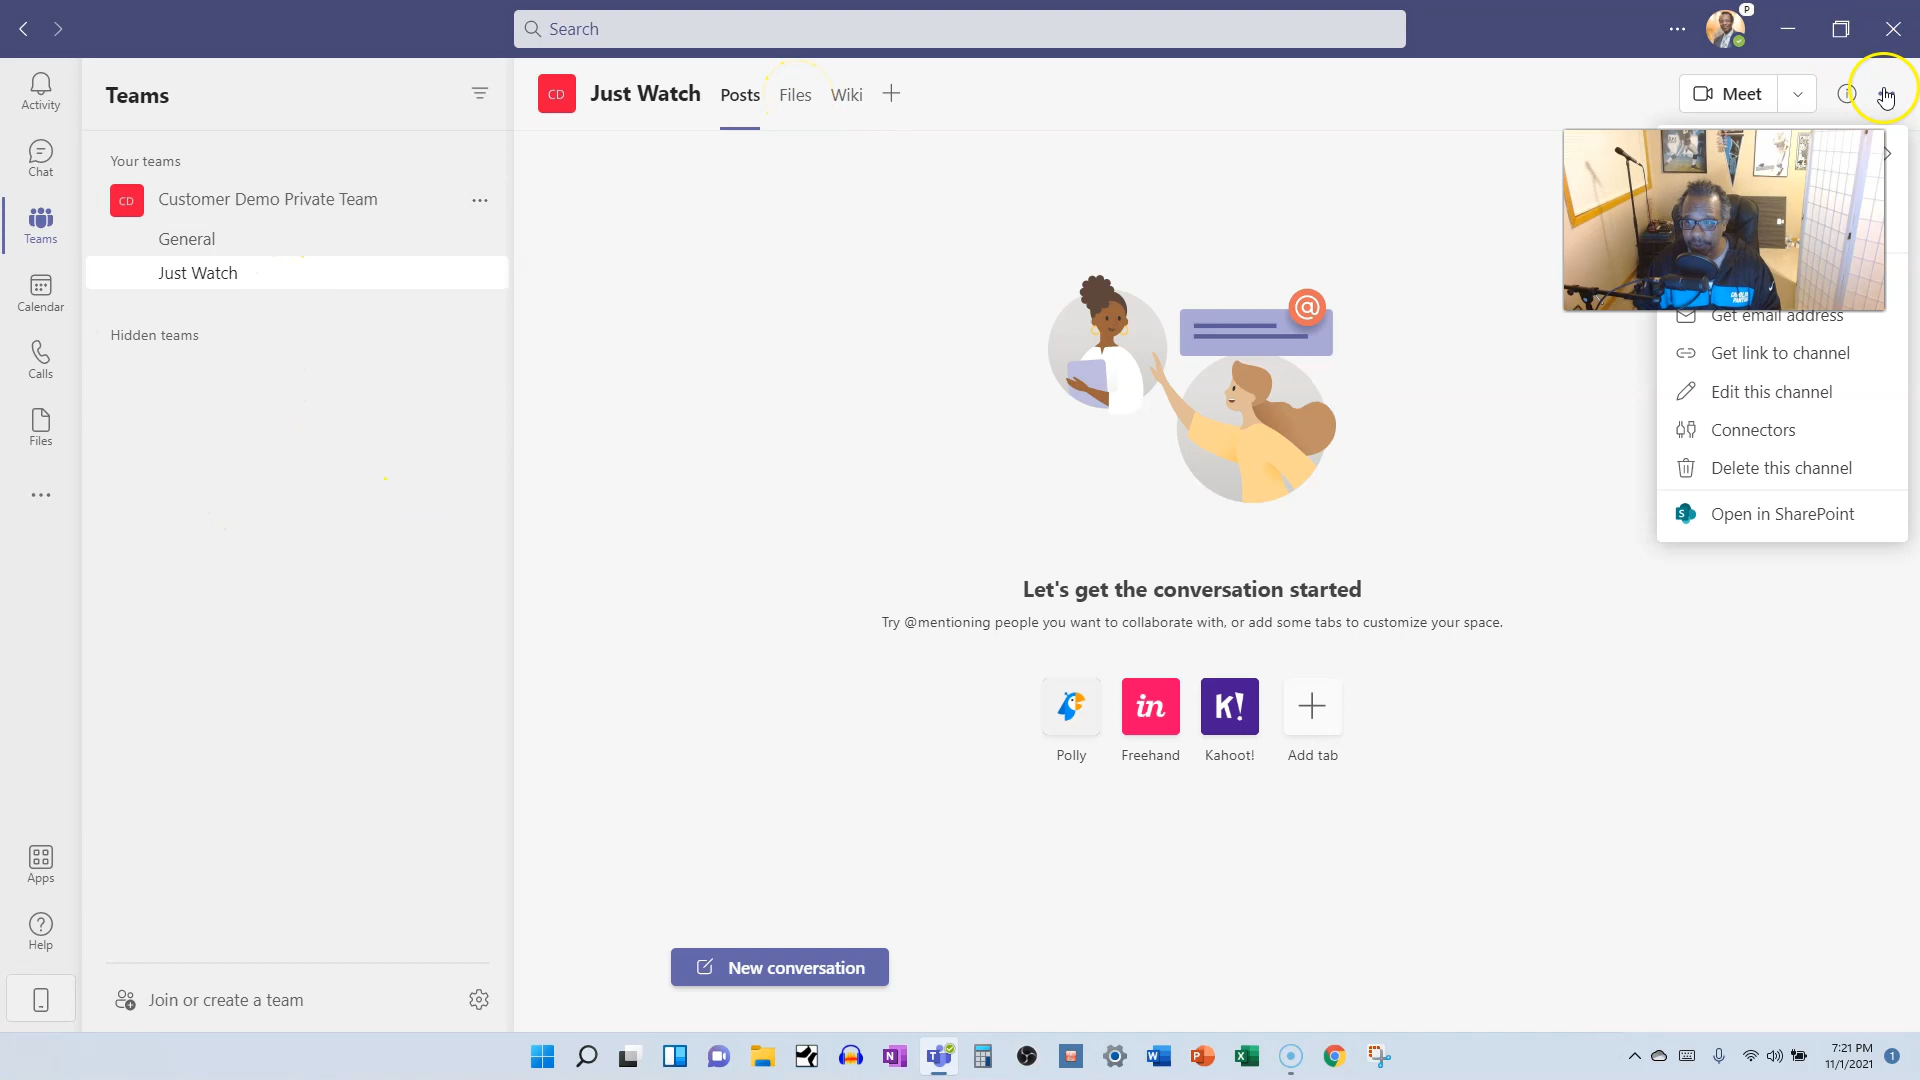 Search
P
Activity
Chat
Teams
Calendar
Calls
Files
Apps
Help
Teams
Your teams
CD Customer Demo Private Team
General
Just Watch
Hidden teams
Join or create a team
CD Just Watch Posts Files Wiki
Meet
Get email address
Get link to channel
Edit this channel
Connectors
Delete this channel
S Open in SharePoint
@
Let's get the conversation started
Try @mentioning people you want to collaborate with, or add some tabs to customize your space.
in K!
Polly Freehand Kahoot! Add tab
New conversation
N T W P X
7:21 PM
11/1/2021
1